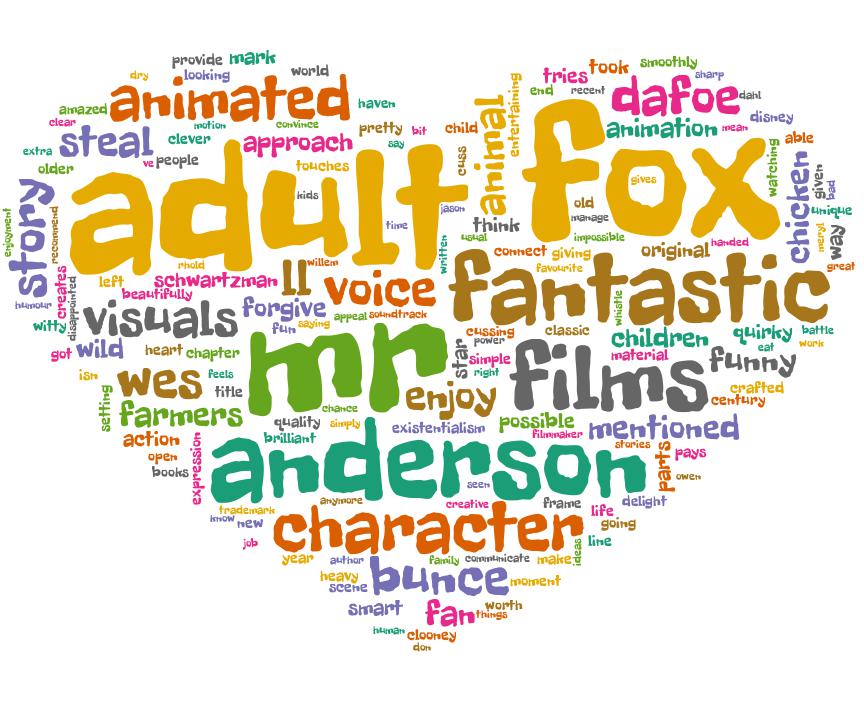 provide mark
dry looking world
took smoothly
tries sharp
animated haven
end recent dafoe dahl
amazed
clear motion convince
animation mean disney
steal clever approach pretty bit child
say
animal entertaining
able
extra ve people
older touches
cuss
watching
adult fox
kids gives
chicken given bad
story
enjoyment
recommend
time jason
old
manage
unique
think
usual impossible
written
meryl way
connect giving original handed
rhold willem favourite great
left schwartzman ll voice fantastic
creates beautifully
humour disappointed
visuals forgive appeal soundtrack
whistle
witty fun saying
cussing classic children quirky battle
power eat work
got wild heart chapter mr star simple films material funny
right
isn wes feels enjoy crafted
title century
setting farmers chance
quality simply existentialism possible mentioned
action brilliant filmmaker
open expression anderson stories parts pays
books
seen owen
anymore
trademark creative frame delight
know new character life going
job line
year author family communicate make ideas
heavy bunce moment
scene
smart fan worth
things
human clooney
don